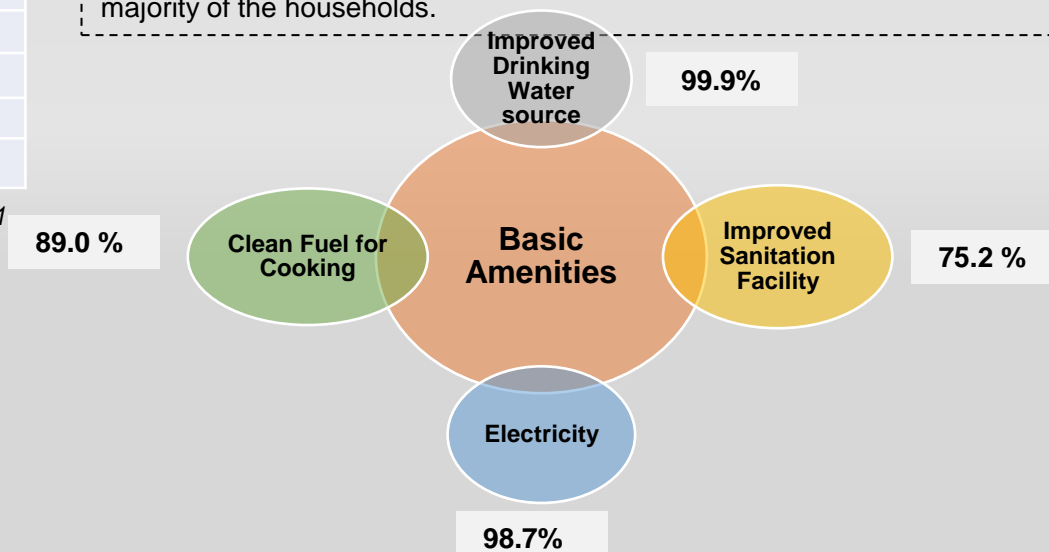 majority of the households.
Improved
Drinking
Water
source
99.9%
1
89.0 %
Clean Fuel for
Cooking
Basic
Amenities
Improved
Sanitation
Facility
75.2 %
Electricity
98.7%